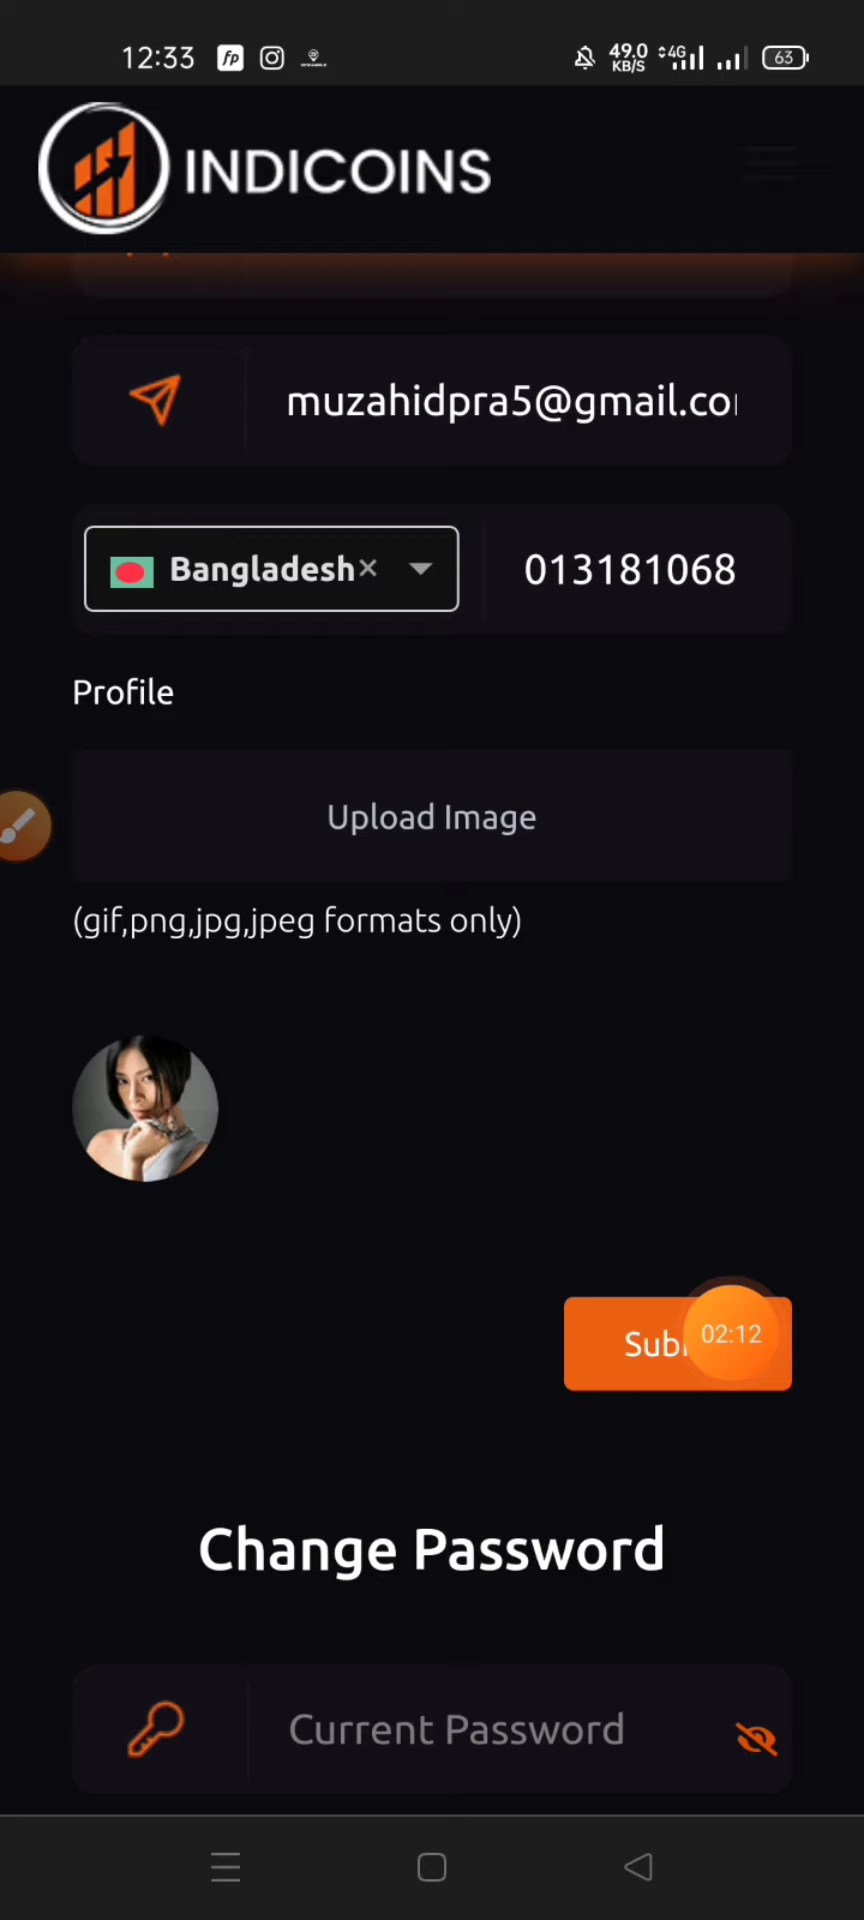 12:33 fp 49.0 KB/S 4G 63
INDICOINS
muzahidpra5@gmail.co
Bangladesh× 013181068
Profile
Upload Image
(gif,png,jpg,jpeg formats only)
02:12
Change Password
Current Password